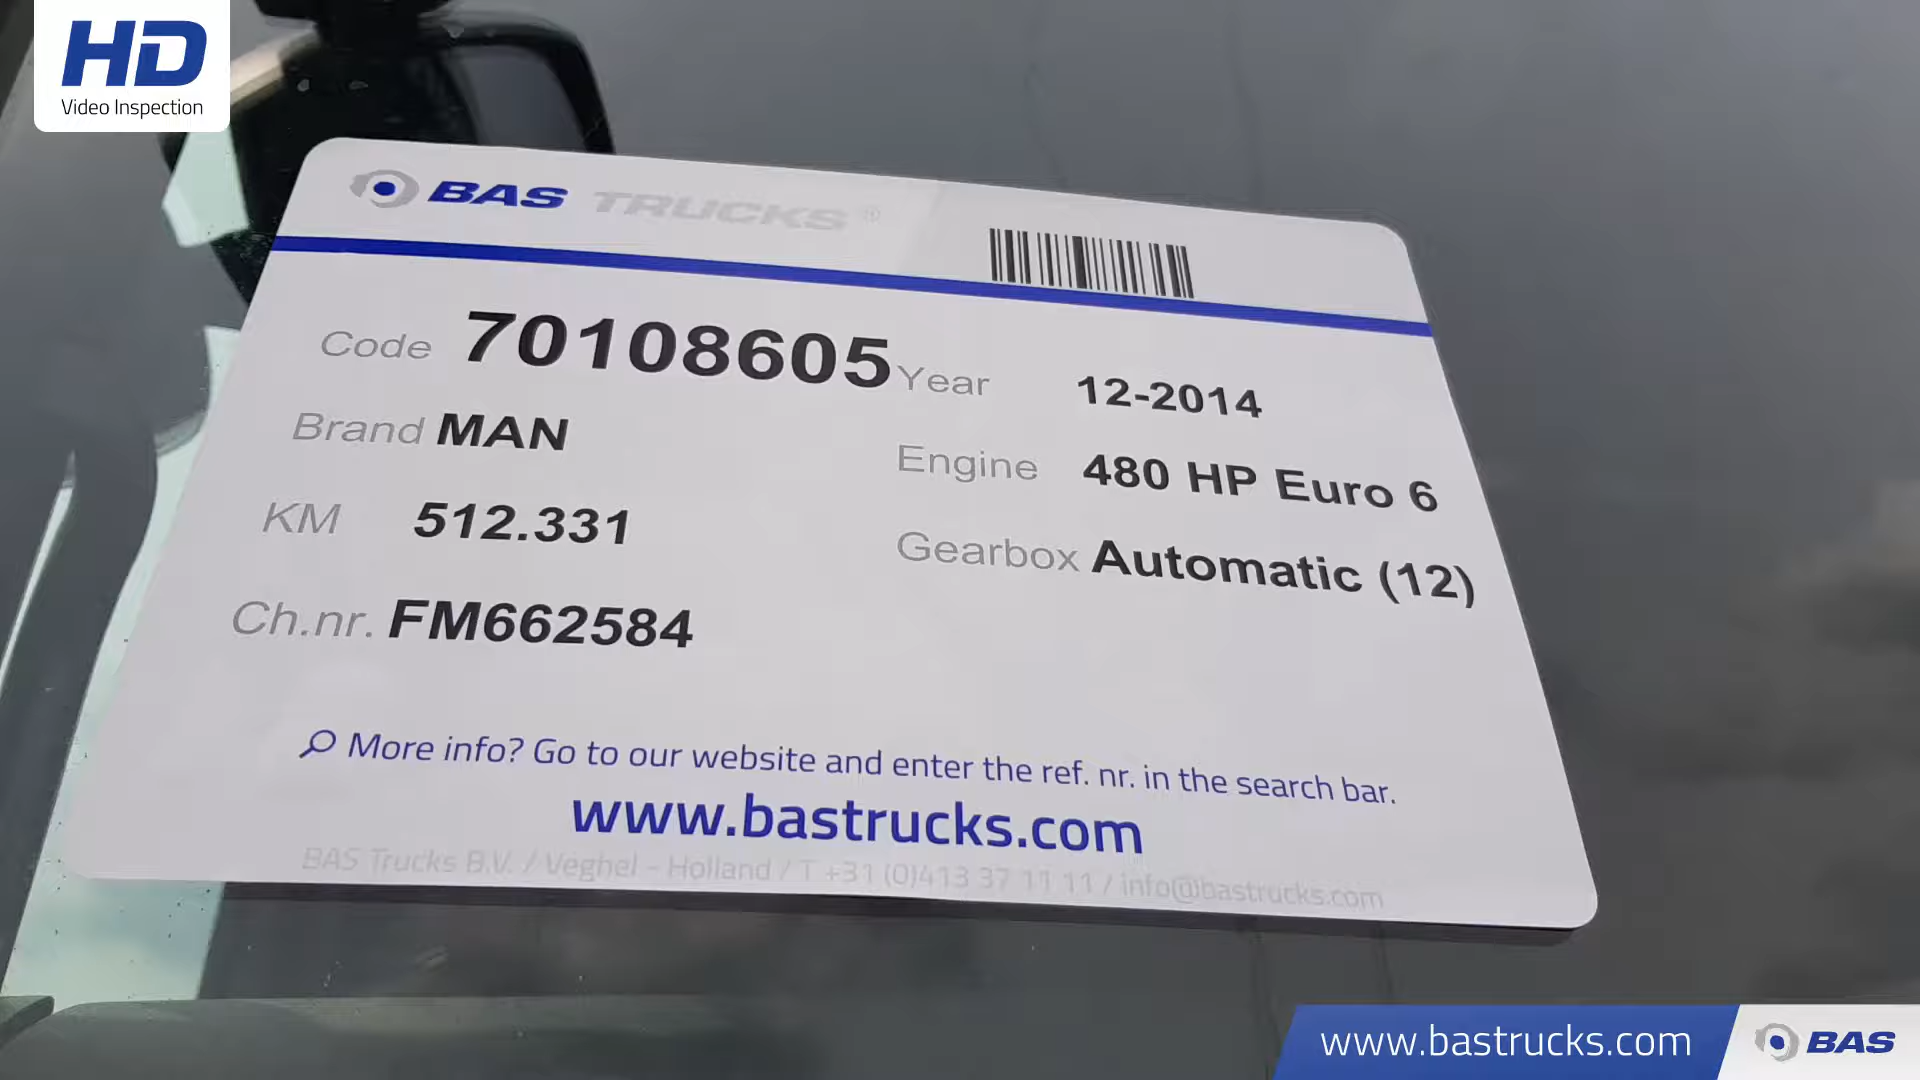 HD
Video Inspection
BAS TRUCKS®
Code 70108605
Year 12-2014
Brand MAN
Engine 480 HP Euro 6
KM 512.331
Gearbox Automatic (12)
Ch.nr. FM662584
More info? Go to our website and enter the ref. nr. in the search bar.
www.bastrucks.com
BAS Trucks B.V. / Veghel - Holland / T +31 (0)413 37 11 11 / info@bastrucks.com
www.bastrucks.com
BAS